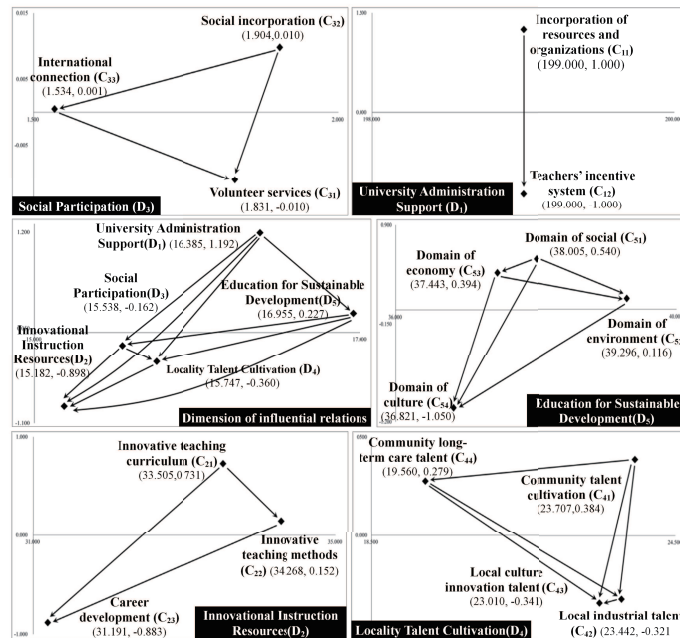 0.015
Social incorporation (C32)
(1.904,0.010)
International
connection (C33)
(1.534, 0.001)
0.005
1.500
2.000
-0.005
Volunteer services (C31)
(1.831, -0.010)
Social Participation (D3)
1.000
Incorporation of
resources and
organizations (C11)
(199.000, 1.000)
0.000
198.000
200.00
Teachers' incentive
system (C12)
(199.000, -1.000)
University Administration
Support (D1)
1.200
University Administration
Support(D1) (16.385, 1.192)
Social
Participation(D3)
(15.538, -0.162)
Education for Sustainable
Development(D5)
(16.955, 0.227)
17.600
Innovational
Instruction
Resources(D2)
(15.182, -0.898)
Locality Talent Cultivation (D4)
(15.747, -0.360)
-1.100
Dimension of influential relations
0.900
Domain of social (C51)
(38.005, 0.540)
Domain of
economy (C53)
(37.443, 0.394)
-0.150
36.000
40.00
Domain of
environment (C52
(39.296, 0.116)
Domain of
culture (C54)
(36.821, -1.050)
Education for Sustainable
Development(D5)
1.000
Innovative teaching
curriculum (C21)
(33.505,0731)
31.000
35.000
Innovative
teaching methods
(C22) (34268, 0.152)
Career
development (C23)
(31.191, -0.883)
-1.000
Innovational Instruction
Resources(D2)
0500
Community long-
term care talent (C44)
(19.560, 0.279)
Community talent
cultivation (C41)
(23.707,0.384)
0.000
18.500
24.500
Local culture
innovation talent(C43)
(23.010, -0.341)
Local industrial talent
(C42) (23.442, -0.321
Locality Talent Cultivation(D4)